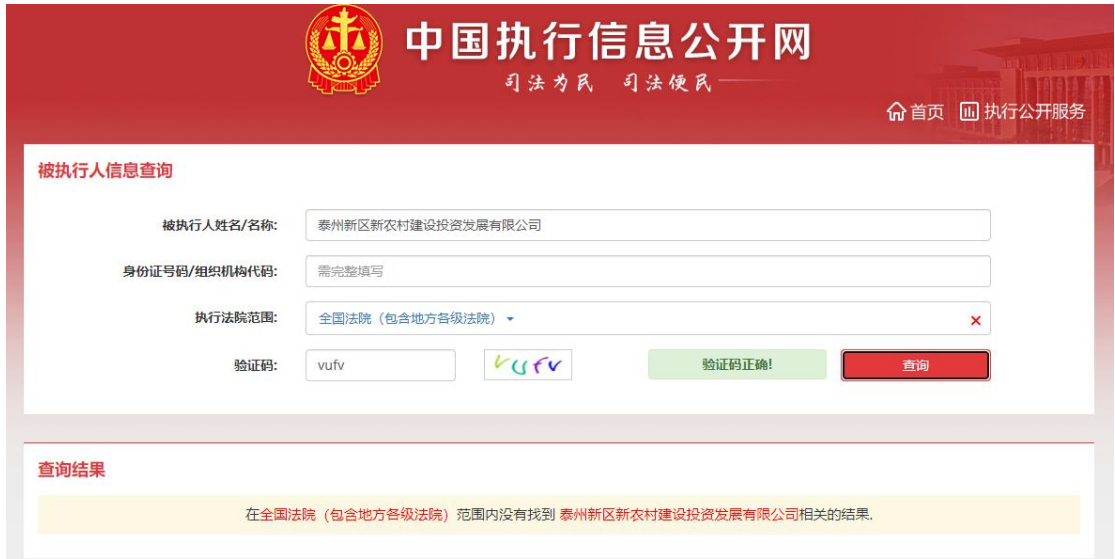 中国执行信息公开网
司法为民 司法便民
首页 执行公开服务
被执行人信息查询
被执行人姓名/名称: 泰州新区新农村建设投资发展有限公司
身份证号码/组织机构代码: 需完整填写
执行法院范围: 全国法院（包含地方各级法院）
验证码: vufv vufv 验证码正确! 查询
查询结果
在全国法院（包含地方各级法院）范围内没有找到 泰州新区新农村建设投资发展有限公司相关的结果.